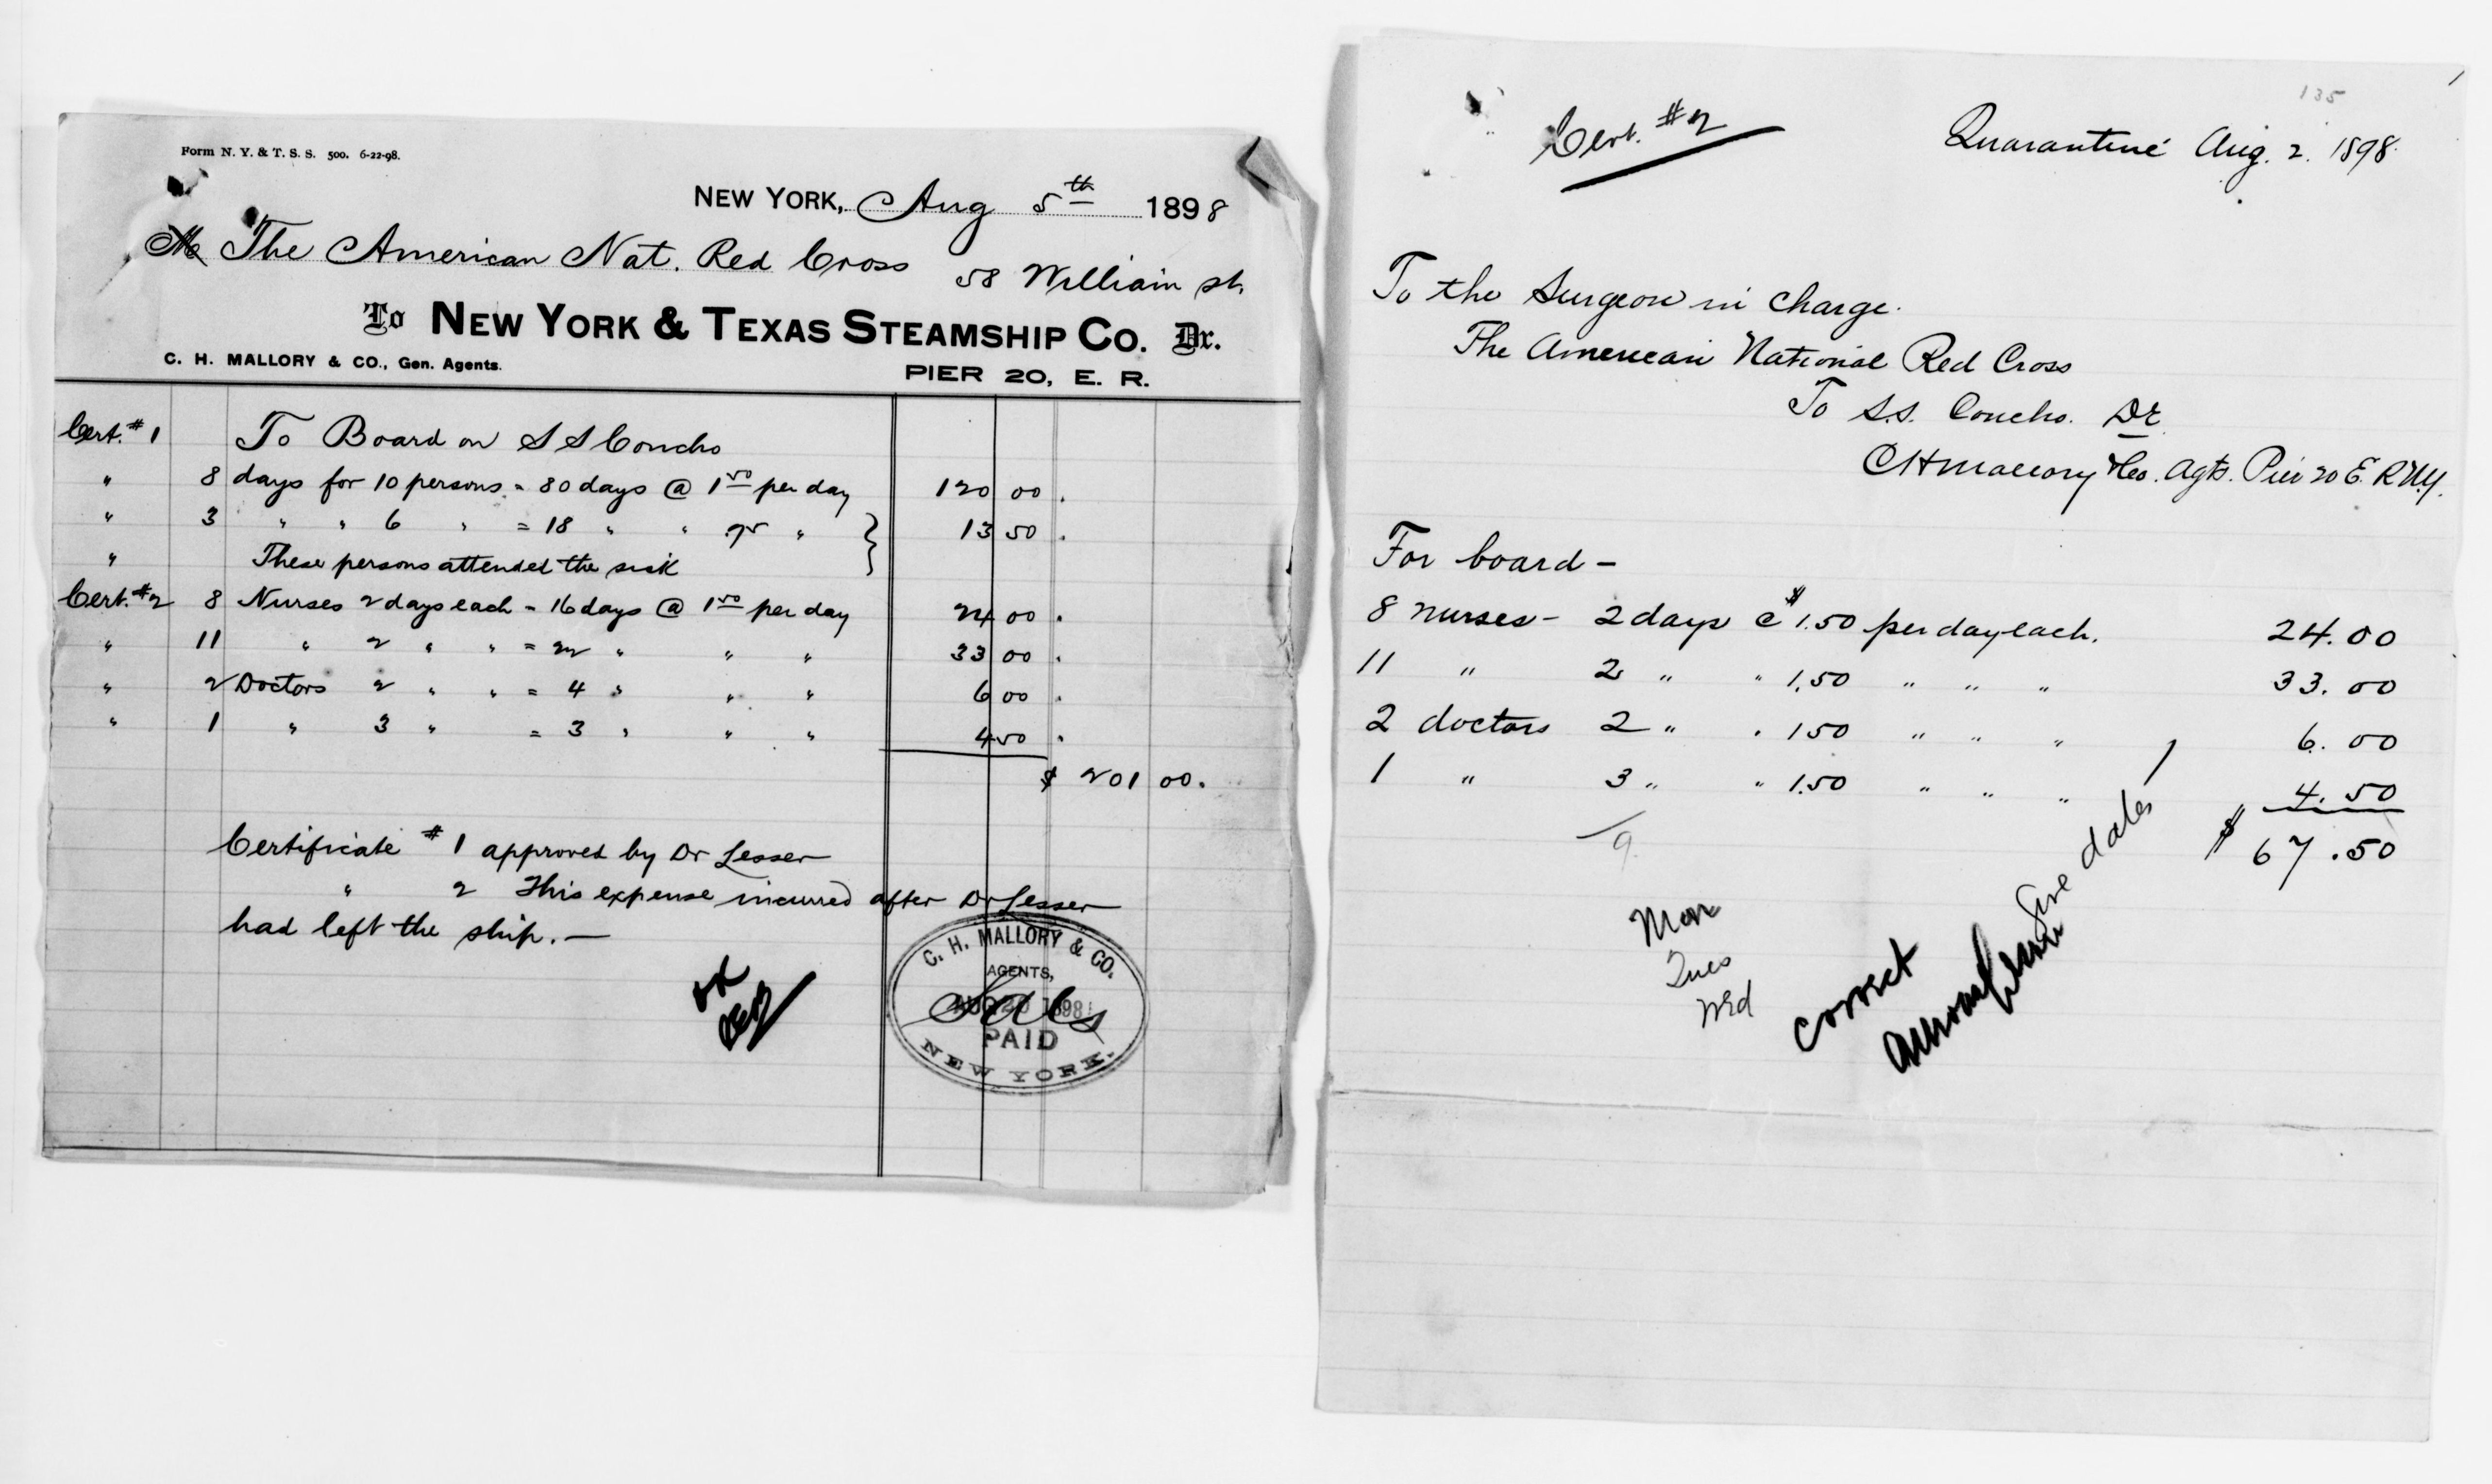 Form N. Y. & T. S. S. 500. 6-22-98.
NEW YORK, Aug 5th 1898
M The American Nat. Red Cross 58 William st.
To NEW YORK & TEXAS STEAMSHIP CO. Dr.
C. H. MALLORY & CO., Gen. Agents.
PIER 20, E. R.
Cert. #1 To Board on S S Concho
" 8 days for 10 persons = 80 days @ 1 50 per day 120 00.
" 3 " " 6 " = 18 " " .75 " } 13 50.
" These persons attended the sick
Cert. #2 8 Nurses 2 days each = 16 days @ 1 50 per day 24 00.
" 11 " 2 " " = 22 " " " 33 00.
" 2 Doctors 2 " " = 4 " " " 6 00.
" 1 " 3 " = 3 " " " 4 50.
$ 201 00.
Certificate #1 approved by Dr Lesser
" 2 This expense incurred after Dr Lesser
had left the ship. —
OK
C. H. MALLORY & CO.
AGENTS,
AUG 1898
PAID
NEW YORK.
135
Cert. #2
Quarantine Aug. 2. 1898.
To the Surgeon in charge.
The American National Red Cross
To S.S. Concho. Dr
C H Mallory & Co. Agts. Pier 20 E. R N.Y.
For board —
8 nurses - 2 days @ $1.50 per day each. 24.00
11 " 2 " " 1.50 " " " 33.00
2 doctors 2 " " 1 50 " " " 6.00
1 " 3 " " 1.50 " " " 4.50
$ 67.50
9.
Mon
Tues
Wed
Give dates
Correct